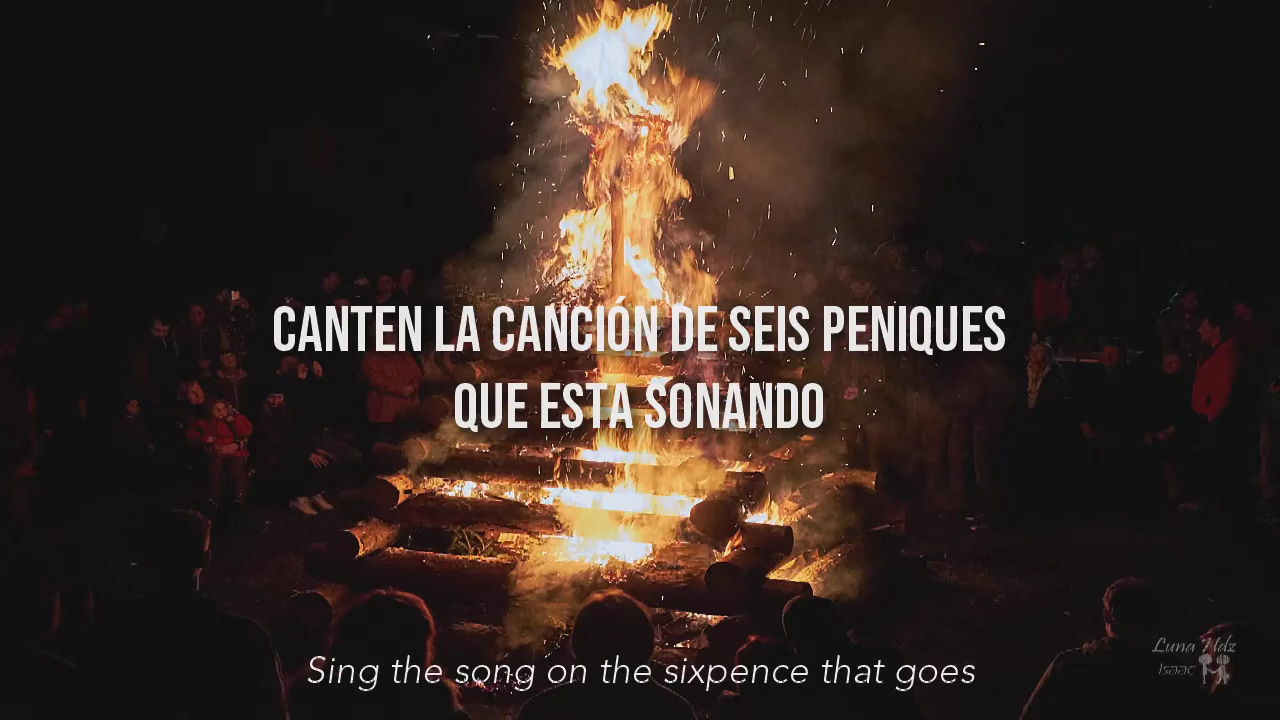 CANTEN LA CANCIÓN DE SEIS PENIQUES
QUE ESTA SONANDO
Luna Hdz
Isaac
Sing the song on the sixpence that goes